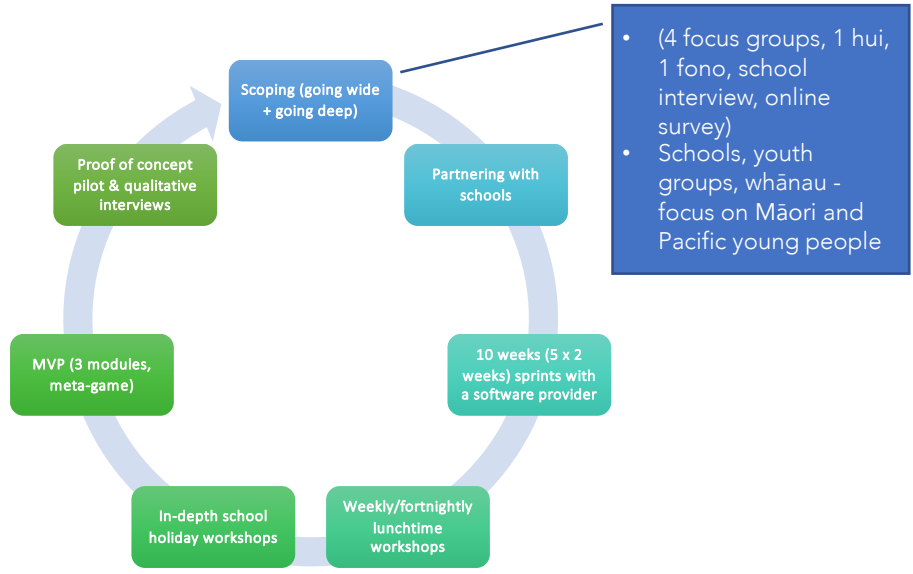 Scoping (going wide
+ going deep)
• (4 focus groups, 1 hui,
1 fono, school
interview, online
survey)
• Schools, youth
groups, whānau -
focus on Māori and
Pacific young people
Partnering with
schools
10 weeks (5 x 2
weeks) sprints with
a software provider
Weekly/fortnightly
lunchtime
workshops
In-depth school
holiday workshops
MVP (3 modules,
meta-game)
Proof of concept
pilot & qualitative
interviews